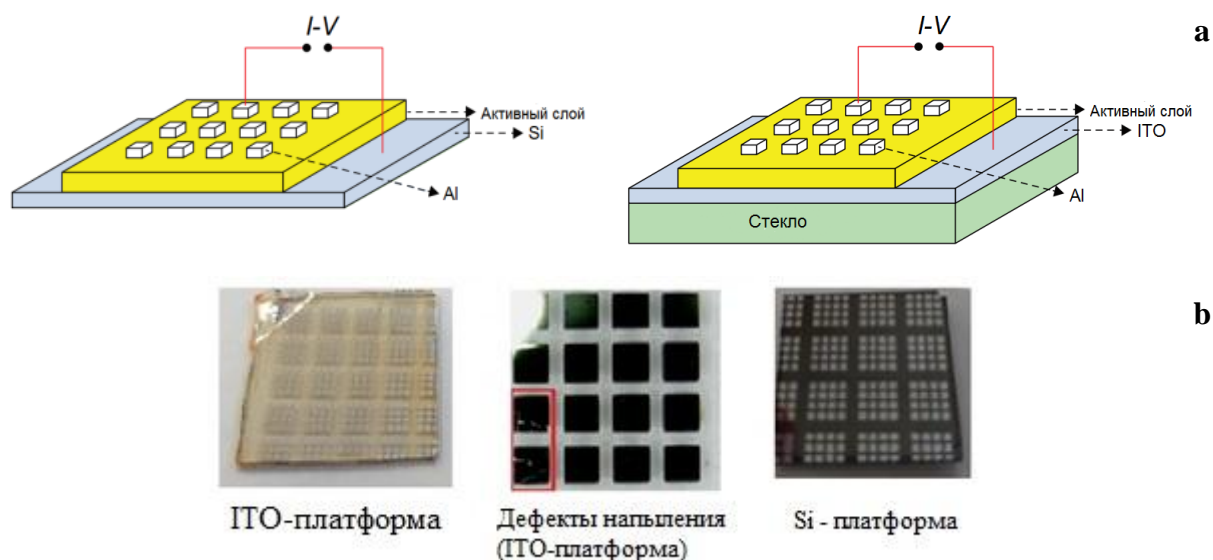 I-V
Активный слой
Si
Al
I-V
a
Активный слой
ITO
Al
Стекло
b
ITO-платформа
Дефекты напыления
(ITO-платформа)
Si - платформа